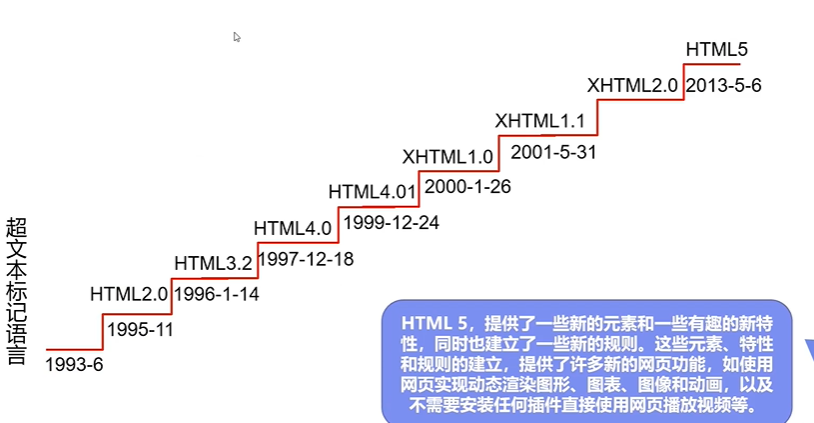 HTML5
2013-5-6
XHTML2.0
XHTML1.1
2001-5-31
XHTML1.0
2000-1-26
HTML4.01
1999-12-24
HTML4.0
1997-12-18
HTML3.2
1996-1-14
HTML2.0
1995-11
1993-6
超文本标记语言
HTML 5，提供了一些新的元素和一些有趣的新特
性，同时也建立了一些新的规则。这些元素、特性
和规则的建立，提供了许多新的网页功能，如使用
网页实现动态渲染图形、图表、图像和动画，以及
不需要安装任何插件直接使用网页播放视频等。